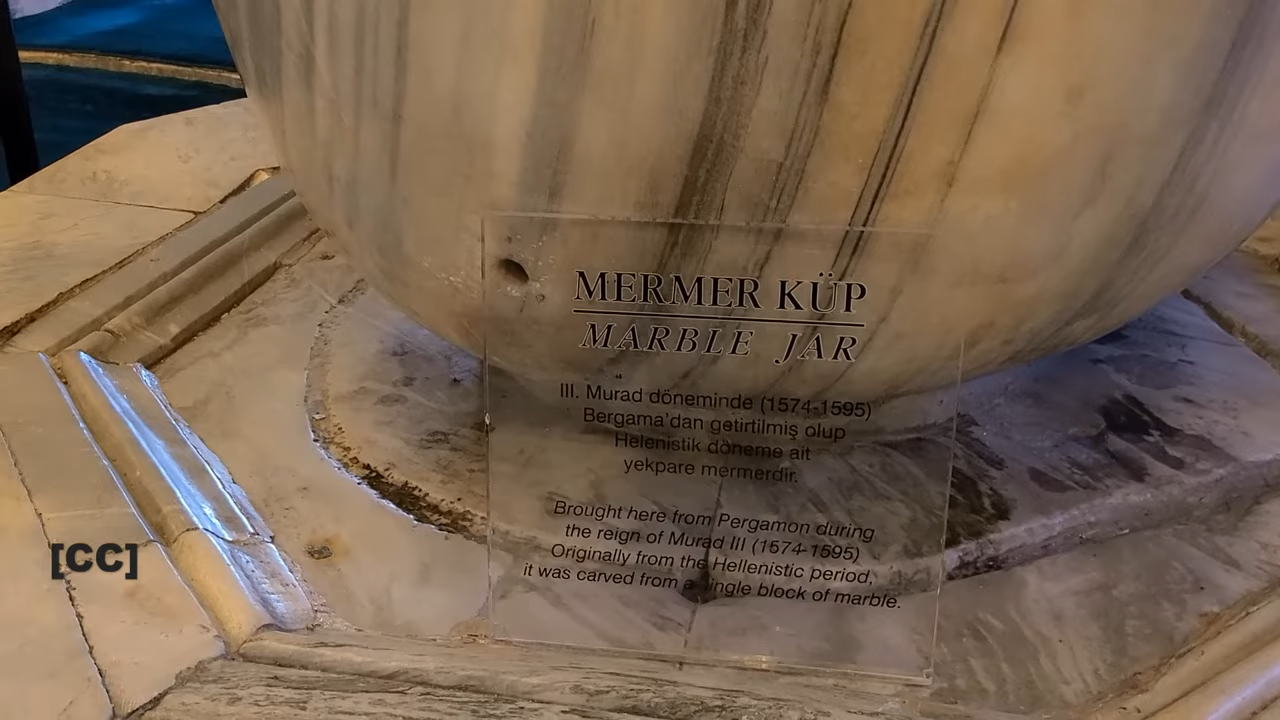 MERMER KÜP
MARBLE JAR
III. Murad döneminde (1574-1595)
Bergama'dan getirtilmiş olup
Helenistik döneme ait
yekpare mermerdir.
Brought here from Pergamon during
the reign of Murad III (1574-1595)
Originally from the Hellenistic period,
it was carved from a single block of marble.
[CC]